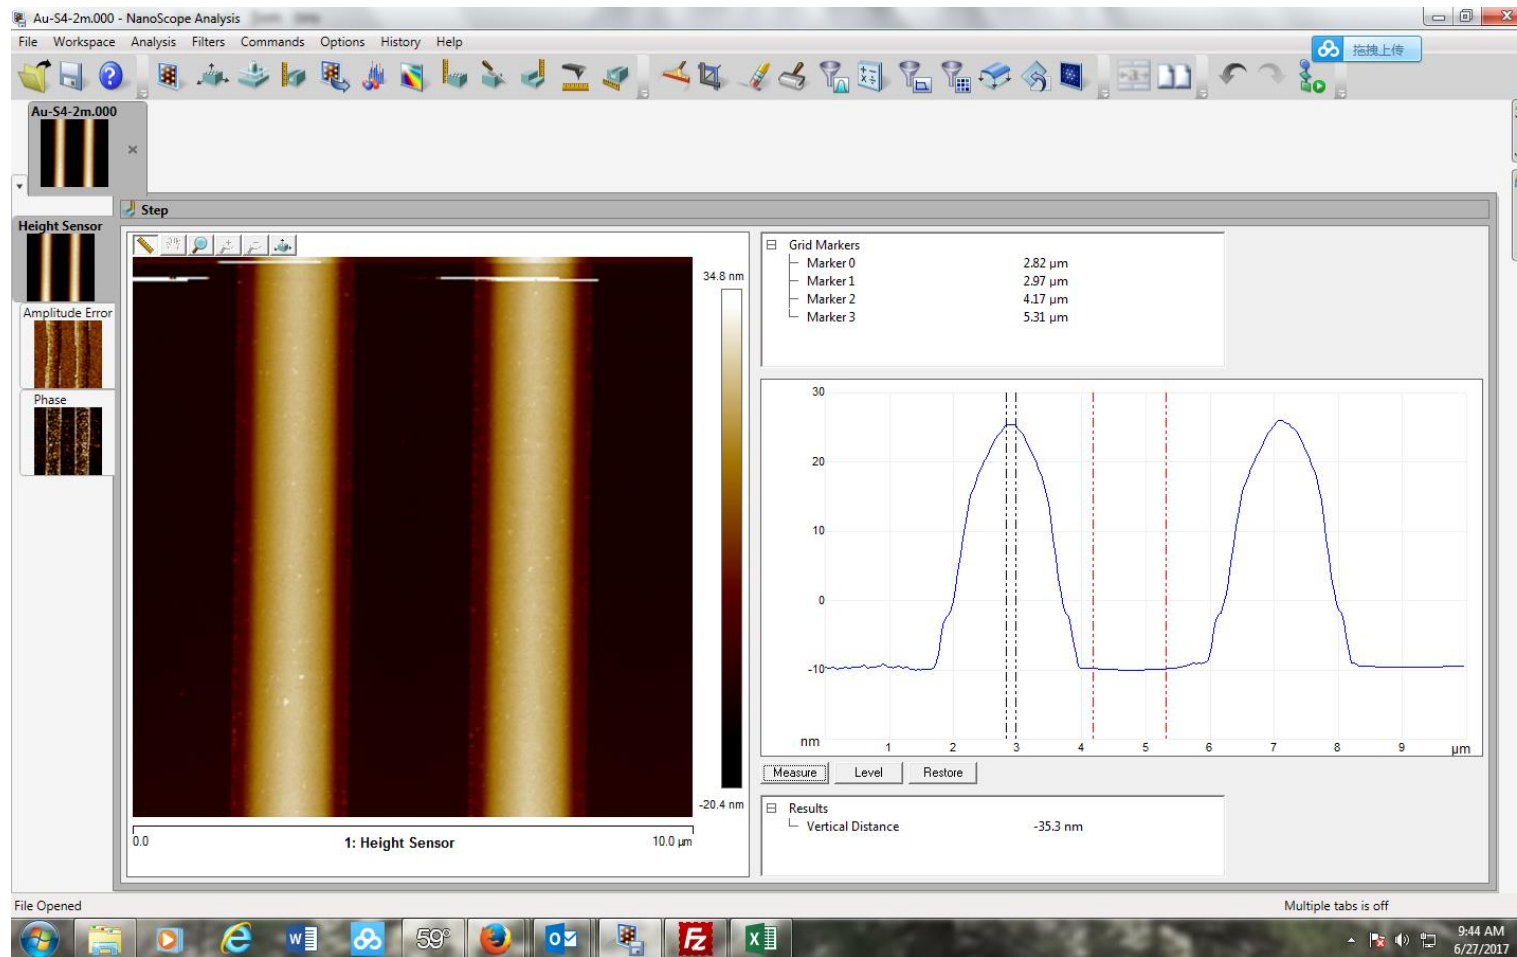 Au-S4-2m.000 - NanoScope Analysis
File Workspace Analysis Filters Commands Options History Help
拖拽上传
Au-S4-2m.000
Step
Height Sensor
Amplitude Error
Phase
34.8 nm
-20.4 nm
0.0 1: Height Sensor 10.0 µm
Grid Markers
Marker 0 2.82 µm
Marker 1 2.97 µm
Marker 2 4.17 µm
Marker 3 5.31 µm
30
20
10
0
-10
nm 1 2 3 4 5 6 7 8 9 µm
Measure Level Restore
Results
Vertical Distance -35.3 nm
File Opened Multiple tabs is off
59°
9:44 AM
6/27/2017